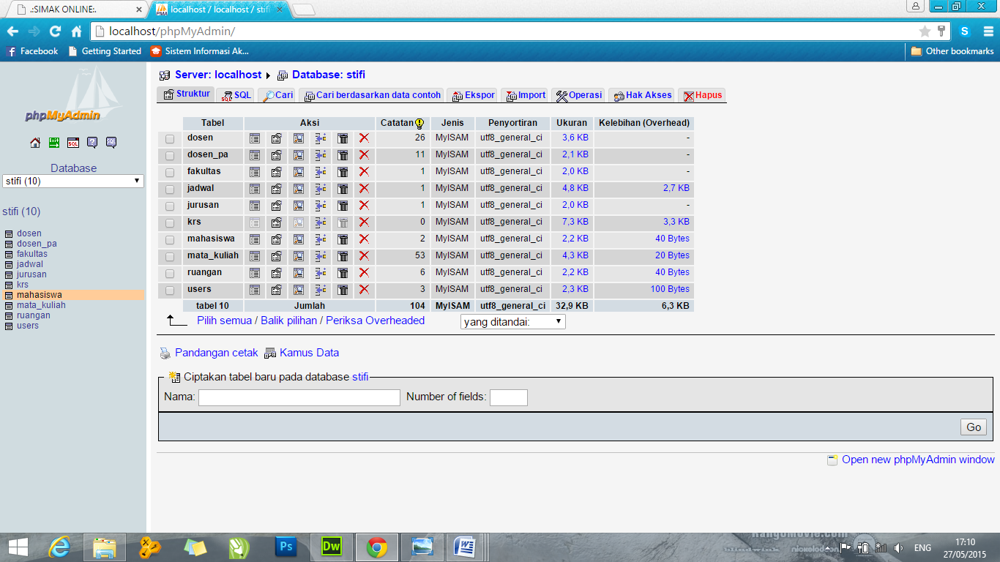 .:SIMAK ONLINE:.
localhost / localhost / stifi
localhost/phpMyAdmin/
Facebook Getting Started Sistem Informasi Ak... Other bookmarks
phpMyAdmin
Database
stifi (10)
stifi (10)
dosen
dosen_pa
fakultas
jadwal
jurusan
krs
mahasiswa
mata_kuliah
ruangan
users
Server: localhost Database: stifi
Struktur SQL Cari Cari berdasarkan data contoh Ekspor Import Operasi Hak Akses Hapus
Tabel Aksi Catatan Jenis Penyortiran Ukuran Kelebihan (Overhead)
dosen 26 MyISAM utf8_general_ci 3,6 KB -
dosen_pa 11 MyISAM utf8_general_ci 2,1 KB -
fakultas 1 MyISAM utf8_general_ci 2,0 KB -
jadwal 1 MyISAM utf8_general_ci 4,8 KB 2,7 KB
jurusan 1 MyISAM utf8_general_ci 2,0 KB -
krs 0 MyISAM utf8_general_ci 7,3 KB 3,3 KB
mahasiswa 2 MyISAM utf8_general_ci 2,2 KB 40 Bytes
mata_kuliah 53 MyISAM utf8_general_ci 4,3 KB 20 Bytes
ruangan 6 MyISAM utf8_general_ci 2,2 KB 40 Bytes
users 3 MyISAM utf8_general_ci 2,3 KB 100 Bytes
tabel 10 Jumlah 104 MyISAM utf8_general_ci 32,9 KB 6,3 KB
Pilih semua / Balik pilihan / Periksa Overheaded yang ditandai:
Pandangan cetak Kamus Data
Ciptakan tabel baru pada database stifi
Nama: Number of fields:
Go
Open new phpMyAdmin window
RangoMovie.com
blindwink nickelodeon
ENG
17:10
27/05/2015